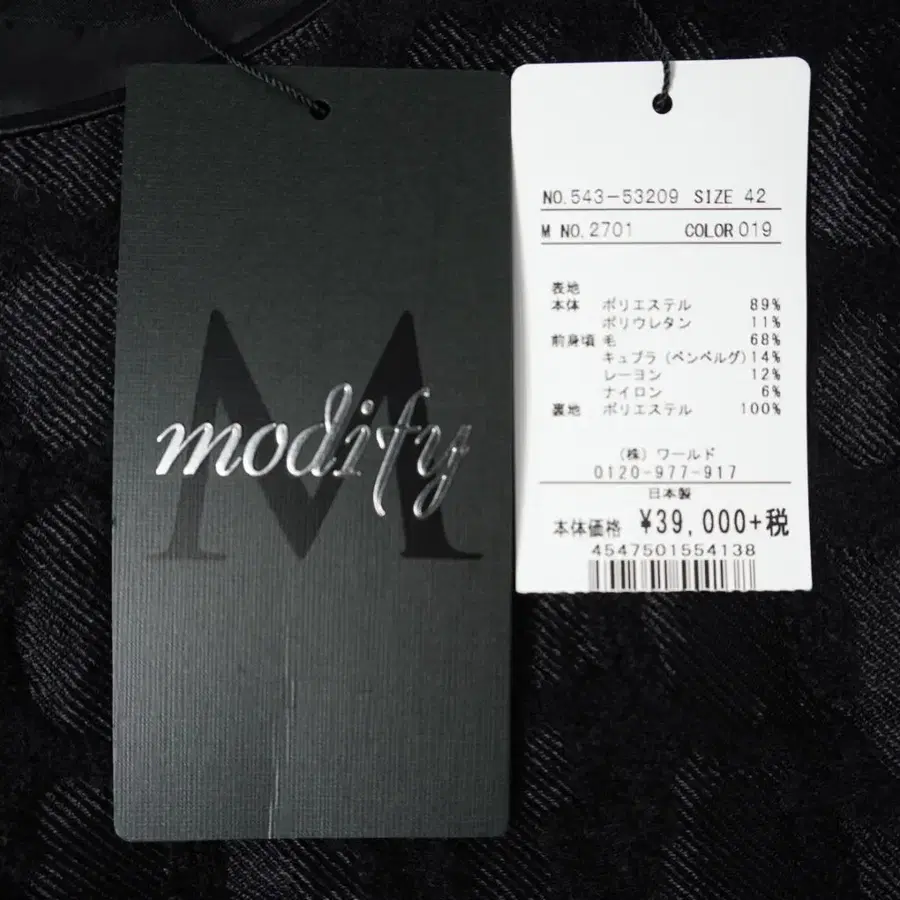 M
modify
NO.543-53209 SIZE 42
M NO.2701 COLOR 019
表地
本体 ポリエステル 89%
ポリウレタン 11%
前身頃 毛 68%
キュプラ (ベンベルグ) 14%
レーヨン 12%
ナイロン 6%
裏地 ポリエステル 100%
(株) ワールド
0120-977-917
日本製
本体価格 ¥39,000+税
4547501554138